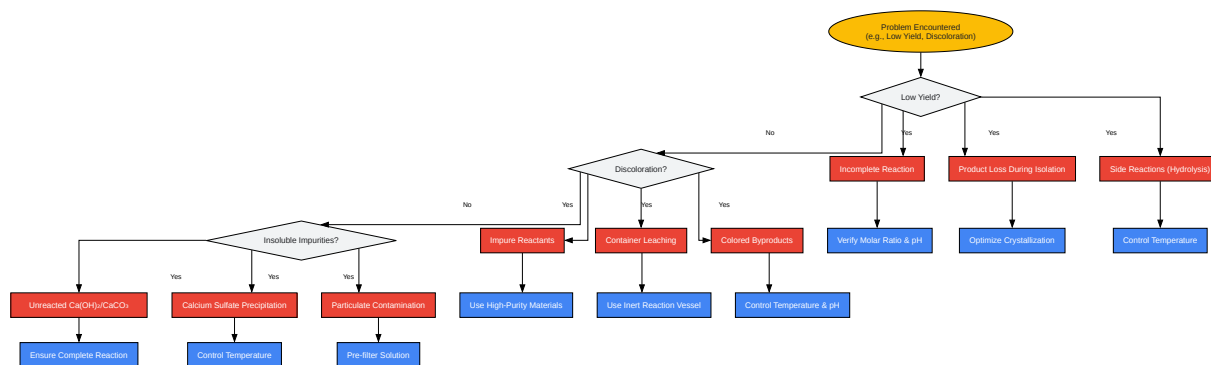 Problem Encountered
(e.g., Low Yield, Discoloration)
Low Yield?
No
Yes
Yes
Yes
Discoloration?
Incomplete Reaction
Product Loss During Isolation
Side Reactions (Hydrolysis)
No
Yes
Yes
Yes
Insoluble Impurities?
Impure Reactants
Container Leaching
Colored Byproducts
Verify Molar Ratio & pH
Optimize Crystallization
Control Temperature
Yes
Yes
Yes
Unreacted Ca(OH)₂/CaCO₃
Calcium Sulfate Precipitation
Particulate Contamination
Use High-Purity Materials
Use Inert Reaction Vessel
Control Temperature & pH
Ensure Complete Reaction
Control Temperature
Pre-filter Solution